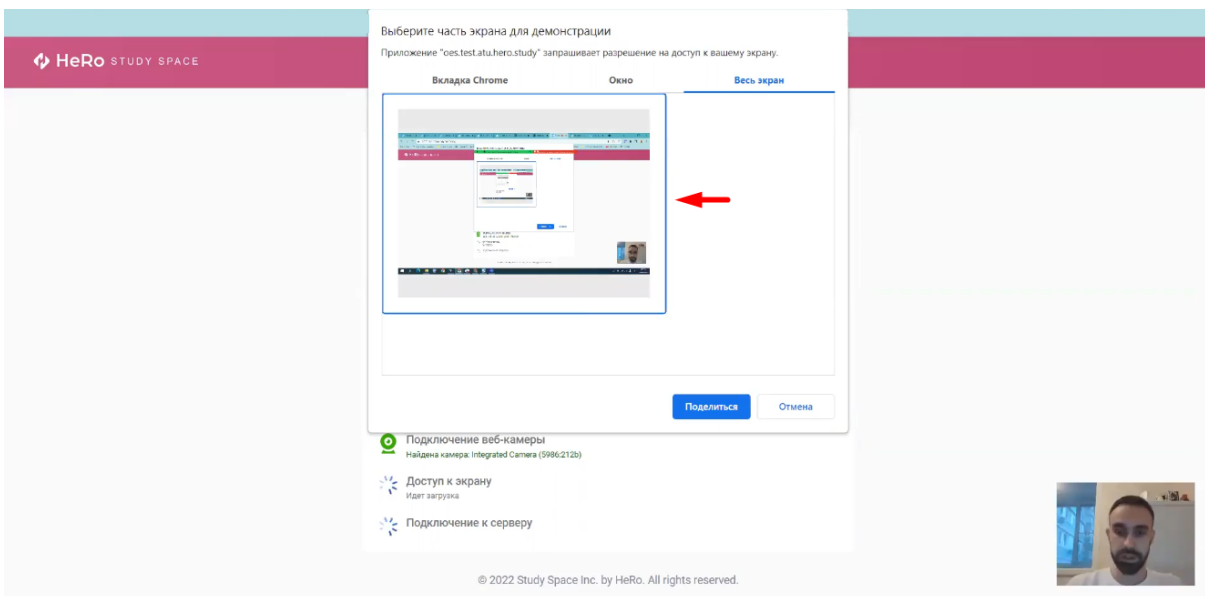 Выберите часть экрана для демонстрации
Приложение "oes.test.atu.hero.study" запрашивает разрешение на доступ к вашему экрану.
HeRo STUDY SPACE
Вкладка Chrome
Окно
Весь экран
Поделиться
Отмена
Подключение веб-камеры
Найдена камера: Integrated Camera (5986:212b)
Доступ к экрану
Идет загрузка
Подключение к серверу
© 2022 Study Space Inc. by HeRo. All rights reserved.